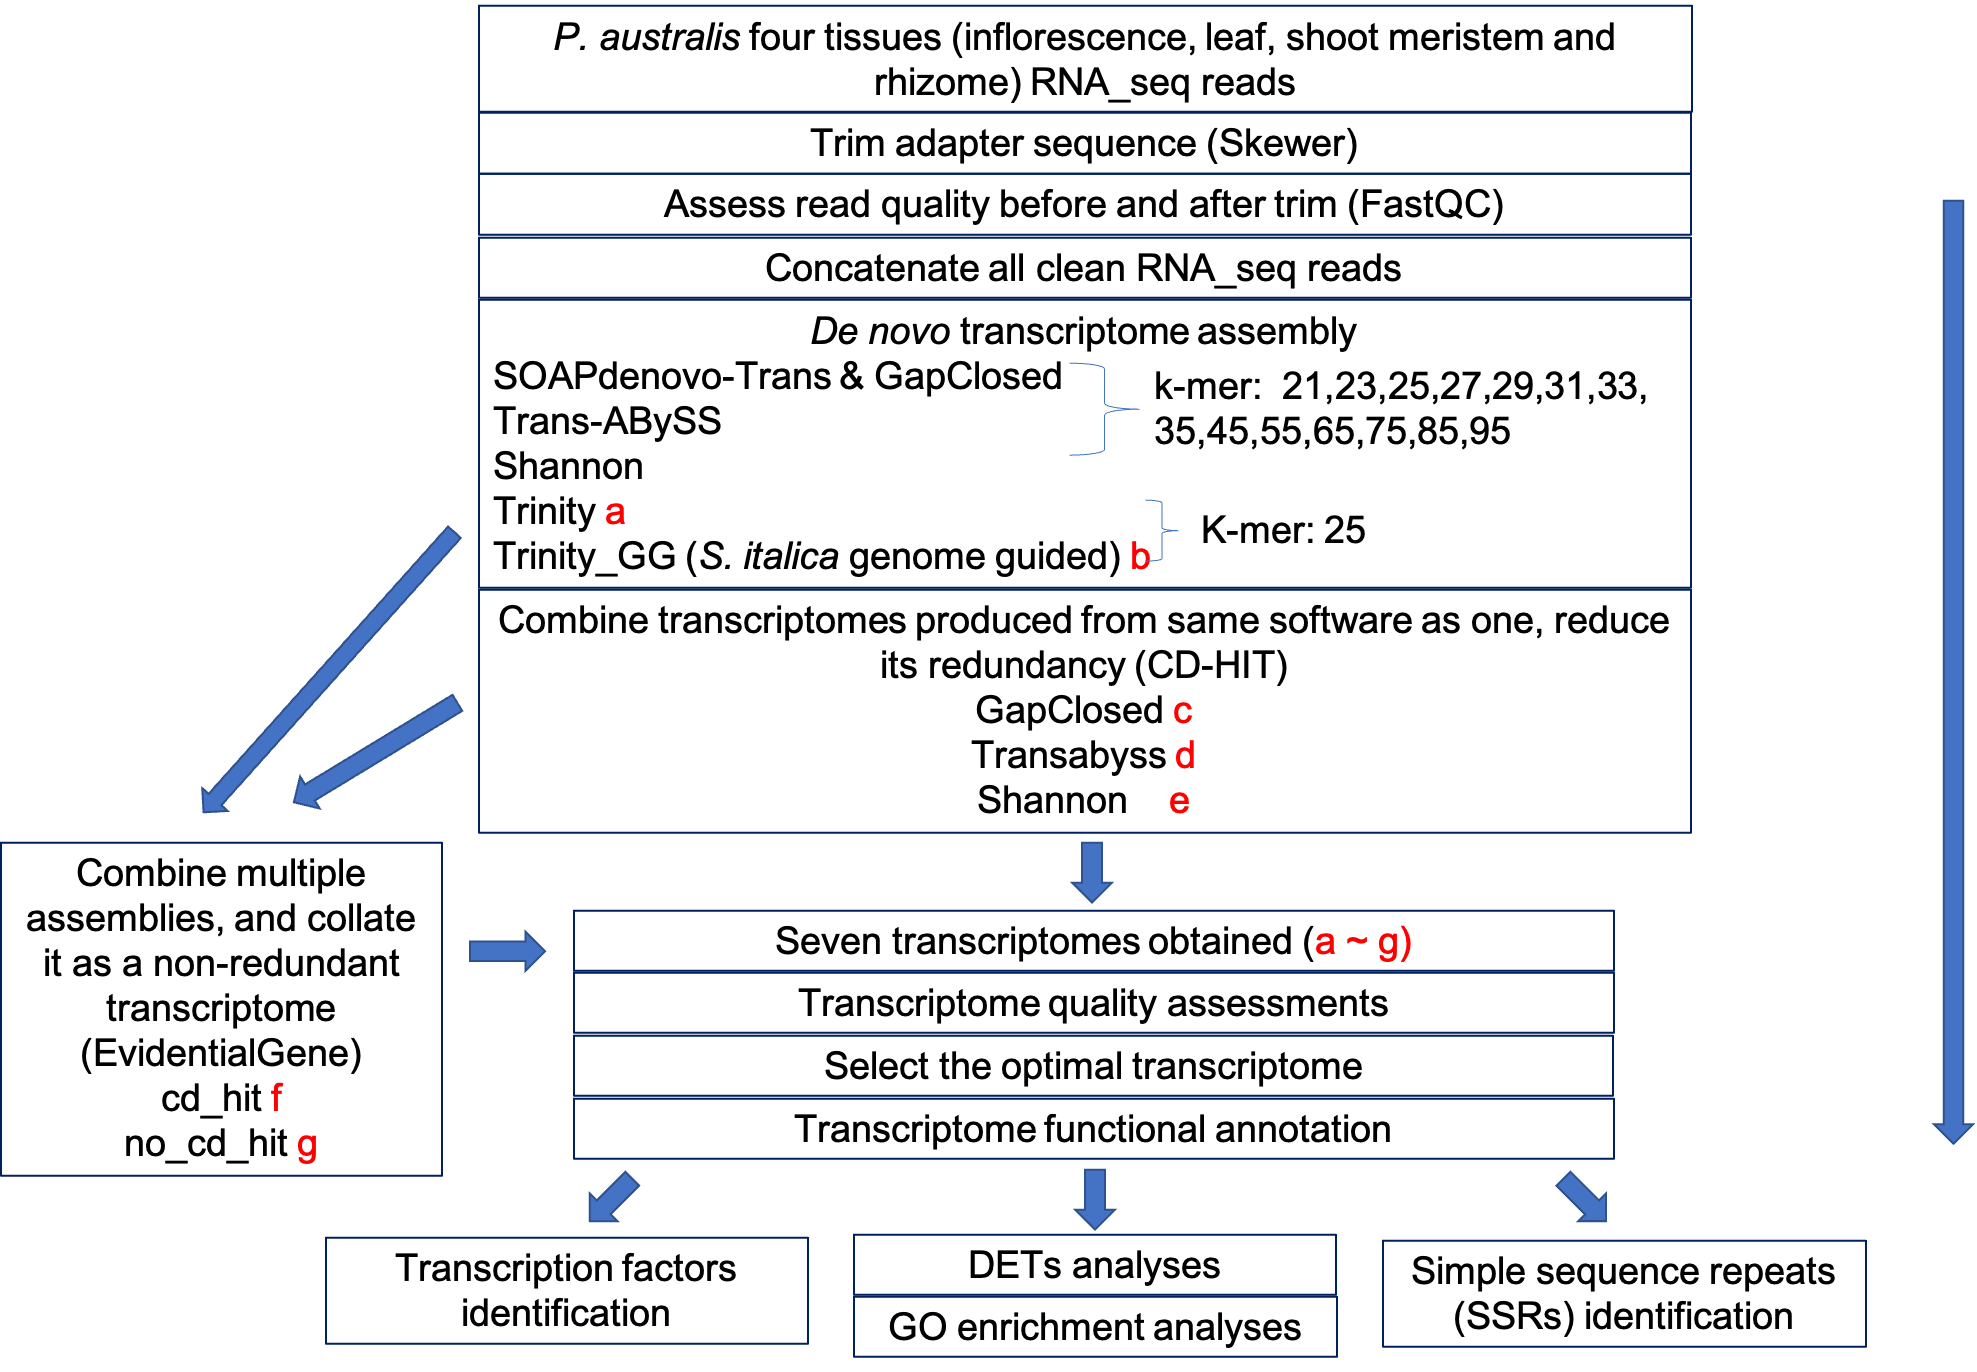 P. australis four tissues (inflorescence, leaf, shoot meristem and
rhizome) RNA_seq reads
Trim adapter sequence (Skewer)
Assess read quality before and after trim (FastQC)
Concatenate all clean RNA_seq reads
De novo transcriptome assembly
SOAPdenovo-Trans & GapClosed
Trans-ABySS
Shannon
k-mer: 21,23,25,27,29,31,33,
35,45,55,65,75,85,95
Trinity a
Trinity_GG (S. italica genome guided) b
K-mer: 25
Combine transcriptomes produced from same software as one, reduce
its redundancy (CD-HIT)
GapClosed c
Transabyss d
Shannon e
Combine multiple
assemblies, and collate
it as a non-redundant
transcriptome
(EvidentialGene)
cd_hit f
no_cd_hit g
Seven transcriptomes obtained (a ~ g)
Transcriptome quality assessments
Select the optimal transcriptome
Transcriptome functional annotation
Transcription factors
identification
DETs analyses
GO enrichment analyses
Simple sequence repeats
(SSRs) identification